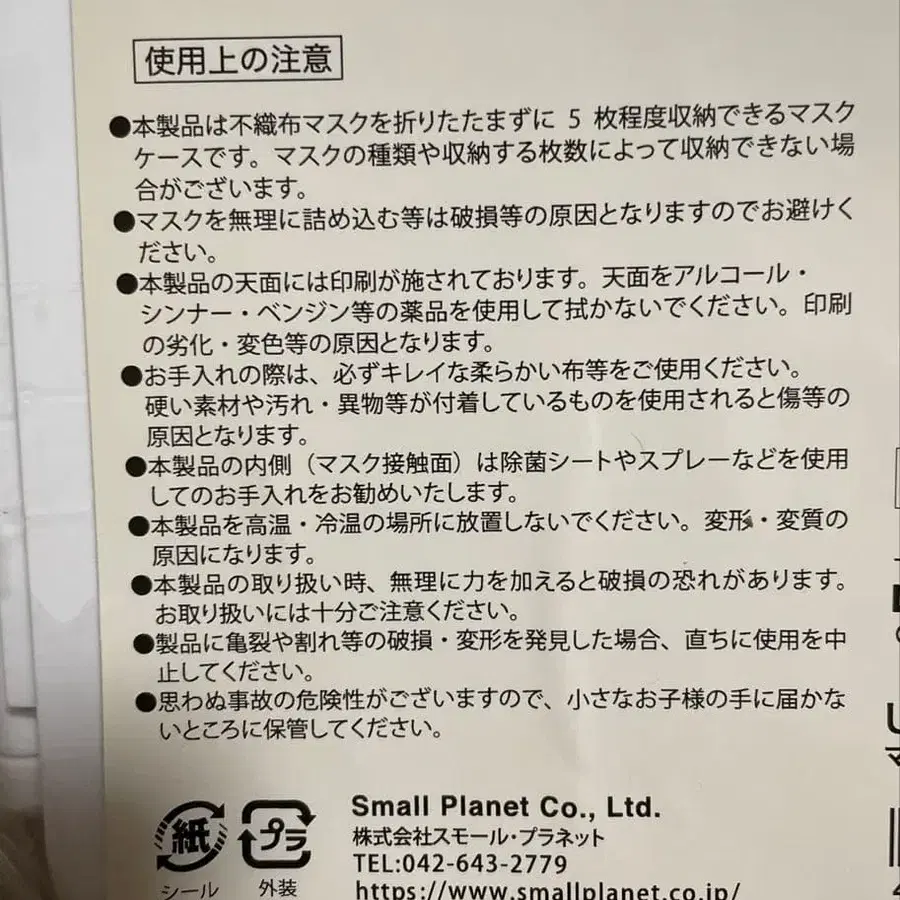 使用上の注意
●本製品は不織布マスクを折りたたまずに 5 枚程度収納できるマスク
ケースです。マスクの種類や収納する枚数によって収納できない場
合がございます。
●マスクを無理に詰め込む等は破損等の原因となりますのでお避けく
ださい。
●本製品の天面には印刷が施されております。天面をアルコール・
シンナー・ベンジン等の薬品を使用して拭かないでください。印刷
の劣化・変色等の原因となります。
●お手入れの際は、必ずキレイな柔らかい布等をご使用ください。
硬い素材や汚れ・異物等が付着しているものを使用されると傷等の
原因となります。
●本製品の内側（マスク接触面）は除菌シートやスプレーなどを使用
してのお手入れをお勧めいたします。
●本製品を高温・冷温の場所に放置しないでください。変形・変質の
原因になります。
●本製品の取り扱い時、無理に力を加えると破損の恐れがあります。
お取り扱いには十分ご注意ください。
●製品に亀裂や割れ等の破損・変形を発見した場合、直ちに使用を中
止してください。
●思わぬ事故の危険性がございますので、小さなお子様の手に届かな
いところに保管してください。
紙
シール
プラ
外装
Small Planet Co., Ltd.
株式会社スモール・プラネット
TEL:042-643-2779
https://www.smallplanet.co.jp/